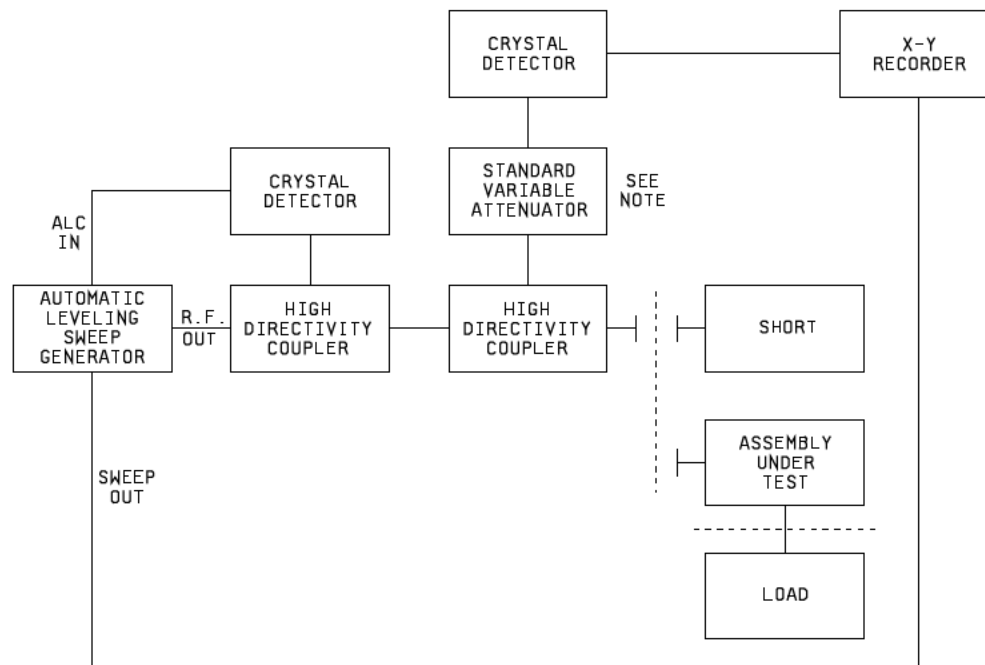 CRYSTAL
DETECTOR
X-Y
RECORDER
CRYSTAL
DETECTOR
STANDARD
VARIABLE
ATTENUATOR
SEE
NOTE
ALC
IN
AUTOMATIC
LEVELING
SWEEP
GENERATOR
R.F.
OUT
HIGH
DIRECTIVITY
COUPLER
HIGH
DIRECTIVITY
COUPLER
SHORT
ASSEMBLY
UNDER
TEST
SWEEP
OUT
LOAD